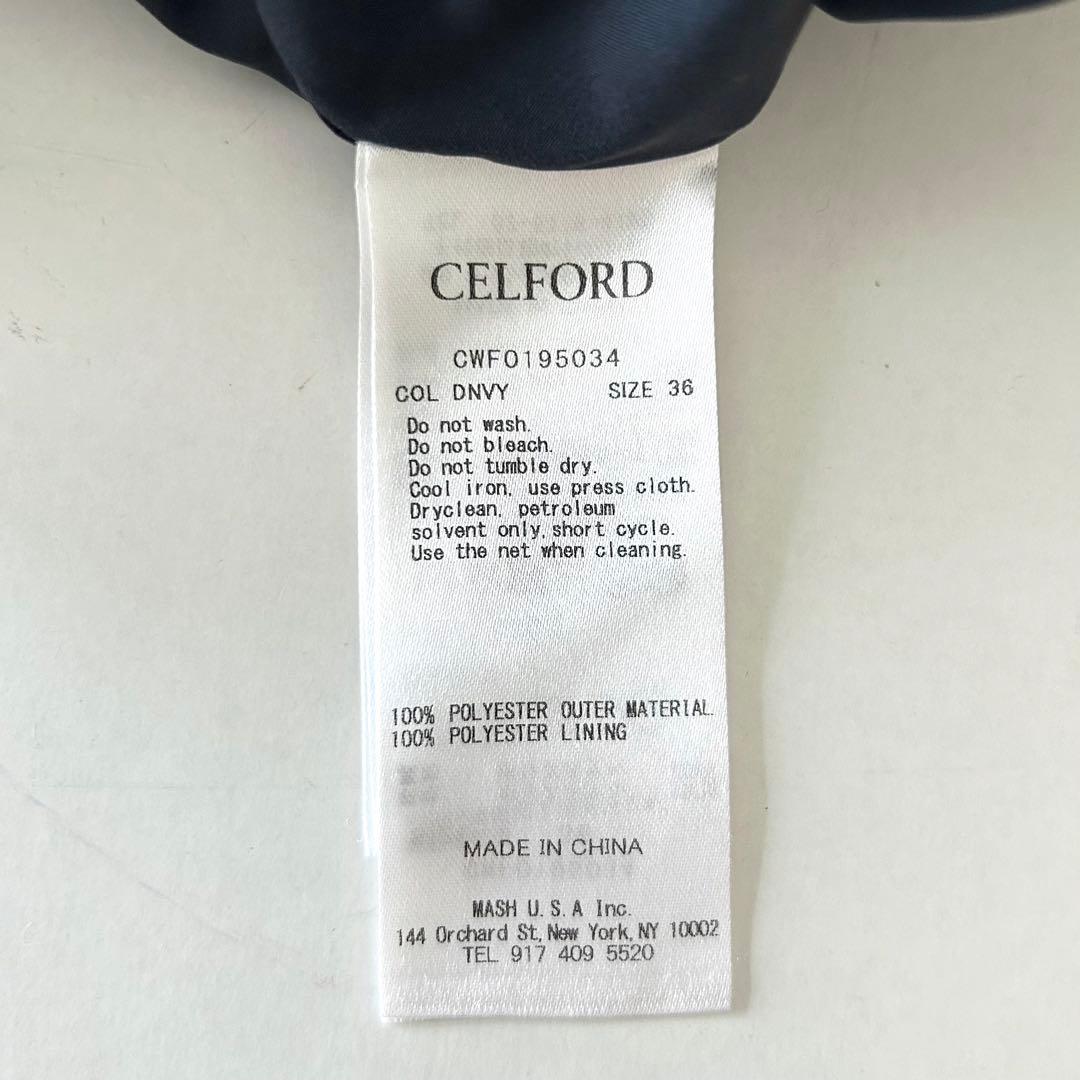 CELFORD
CWFO195034
COL DNVY SIZE 36
Do not wash.
Do not bleach.
Do not tumble dry.
Cool iron, use press cloth.
Dryclean, petroleum
solvent only, short cycle.
Use the net when cleaning.
100% POLYESTER OUTER MATERIAL
100% POLYESTER LINING
MADE IN CHINA
MASH U.S.A Inc.
144 Orchard St, New York, NY 10002
TEL 917 409 5520